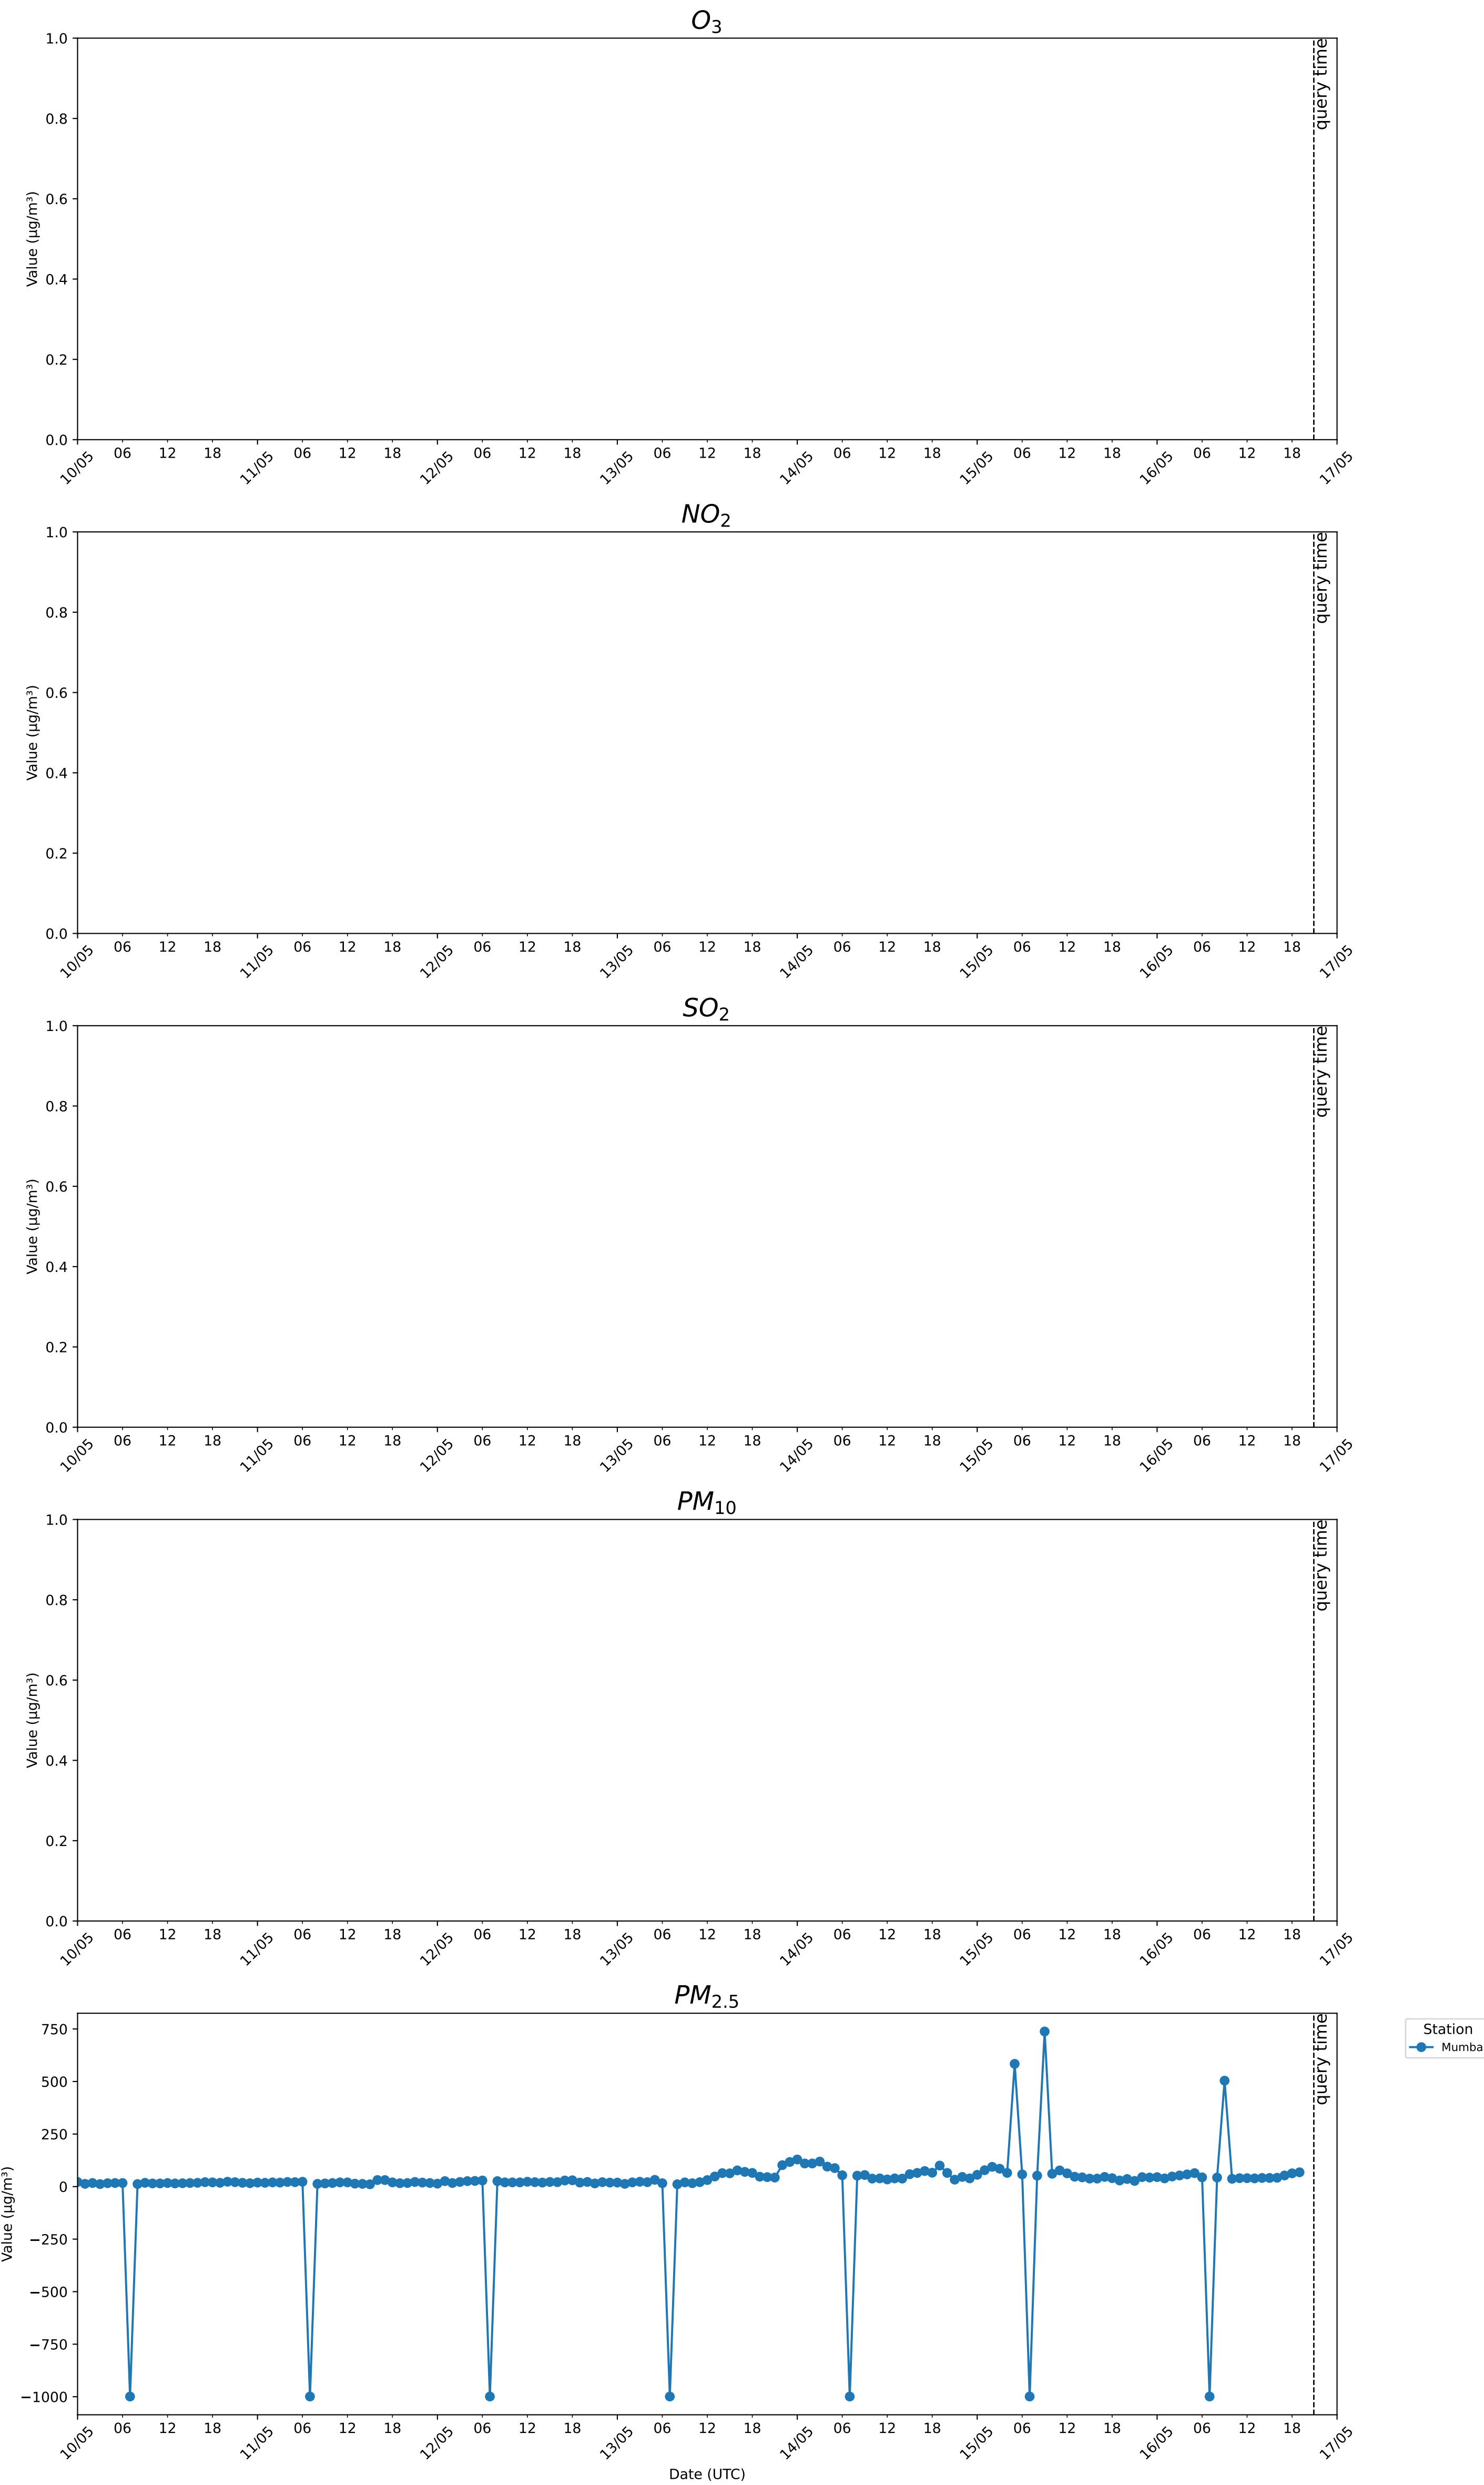 O3
Value (µg/m³)
1.0
0.8
0.6
0.4
0.2
0.0
query time
10/05 06 12 18 11/05 06 12 18 12/05 06 12 18 13/05 06 12 18 14/05 06 12 18 15/05 06 12 18 16/05 06 12 18 17/05
NO2
Value (µg/m³)
1.0
0.8
0.6
0.4
0.2
0.0
query time
10/05 06 12 18 11/05 06 12 18 12/05 06 12 18 13/05 06 12 18 14/05 06 12 18 15/05 06 12 18 16/05 06 12 18 17/05
SO2
Value (µg/m³)
1.0
0.8
0.6
0.4
0.2
0.0
query time
10/05 06 12 18 11/05 06 12 18 12/05 06 12 18 13/05 06 12 18 14/05 06 12 18 15/05 06 12 18 16/05 06 12 18 17/05
PM10
Value (µg/m³)
1.0
0.8
0.6
0.4
0.2
0.0
query time
10/05 06 12 18 11/05 06 12 18 12/05 06 12 18 13/05 06 12 18 14/05 06 12 18 15/05 06 12 18 16/05 06 12 18 17/05
PM2.5
Value (µg/m³)
750
500
250
0
−250
−500
−750
−1000
query time
Station
Mumba
10/05 06 12 18 11/05 06 12 18 12/05 06 12 18 13/05 06 12 18 14/05 06 12 18 15/05 06 12 18 16/05 06 12 18 17/05
Date (UTC)